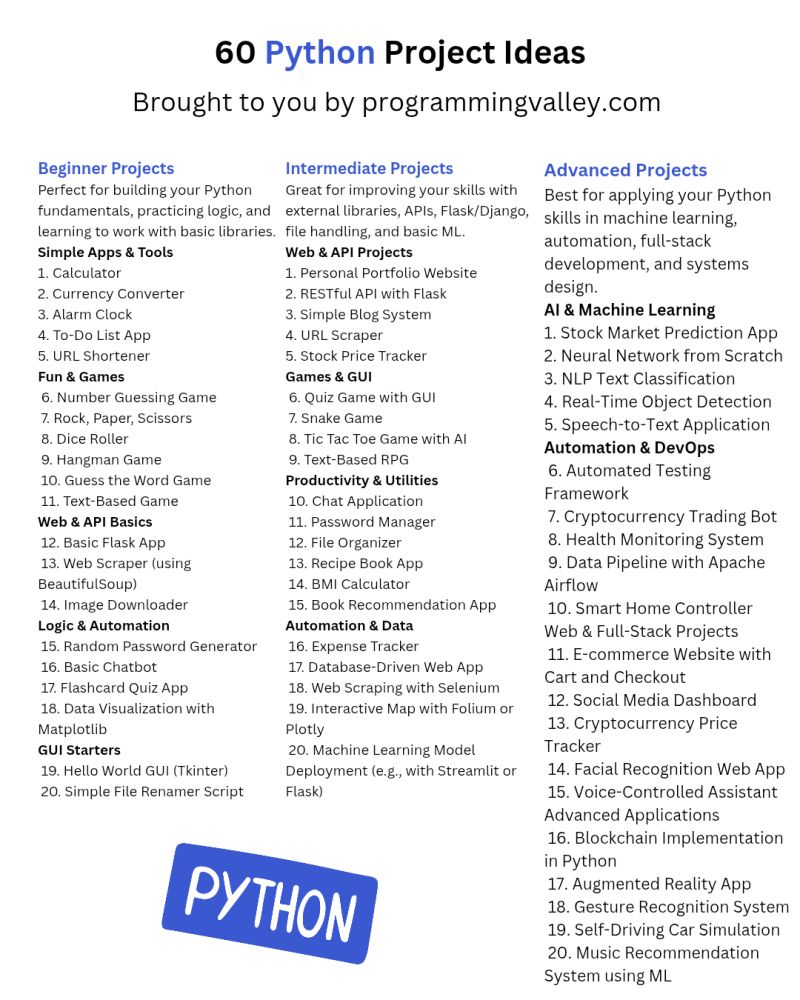 60 Python Project Ideas
Brought to you by programmingvalley.com
Beginner Projects
Perfect for building your Python
fundamentals, practicing logic, and
learning to work with basic libraries.
Simple Apps & Tools
1. Calculator
2. Currency Converter
3. Alarm Clock
4. To-Do List App
5. URL Shortener
Fun & Games
6. Number Guessing Game
7. Rock, Paper, Scissors
8. Dice Roller
9. Hangman Game
10. Guess the Word Game
11. Text-Based Game
Web & API Basics
12. Basic Flask App
13. Web Scraper (using
BeautifulSoup)
14. Image Downloader
Logic & Automation
15. Random Password Generator
16. Basic Chatbot
17. Flashcard Quiz App
18. Data Visualization with
Matplotlib
GUI Starters
19. Hello World GUI (Tkinter)
20. Simple File Renamer Script
Intermediate Projects
Great for improving your skills with
external libraries, APIs, Flask/Django,
file handling, and basic ML.
Web & API Projects
1. Personal Portfolio Website
2. RESTful API with Flask
3. Simple Blog System
4. URL Scraper
5. Stock Price Tracker
Games & GUI
6. Quiz Game with GUI
7. Snake Game
8. Tic Tac Toe Game with AI
9. Text-Based RPG
Productivity & Utilities
10. Chat Application
11. Password Manager
12. File Organizer
13. Recipe Book App
14. BMI Calculator
15. Book Recommendation App
Automation & Data
16. Expense Tracker
17. Database-Driven Web App
18. Web Scraping with Selenium
19. Interactive Map with Folium or
Plotly
20. Machine Learning Model
Deployment (e.g., with Streamlit or
Flask)
Advanced Projects
Best for applying your Python
skills in machine learning,
automation, full-stack
development, and systems
design.
AI & Machine Learning
1. Stock Market Prediction App
2. Neural Network from Scratch
3. NLP Text Classification
4. Real-Time Object Detection
5. Speech-to-Text Application
Automation & DevOps
6. Automated Testing
Framework
7. Cryptocurrency Trading Bot
8. Health Monitoring System
9. Data Pipeline with Apache
Airflow
10. Smart Home Controller
Web & Full-Stack Projects
11. E-commerce Website with
Cart and Checkout
12. Social Media Dashboard
13. Cryptocurrency Price
Tracker
14. Facial Recognition Web App
15. Voice-Controlled Assistant
Advanced Applications
16. Blockchain Implementation
in Python
17. Augmented Reality App
18. Gesture Recognition System
19. Self-Driving Car Simulation
20. Music Recommendation
System using ML
PYTHON